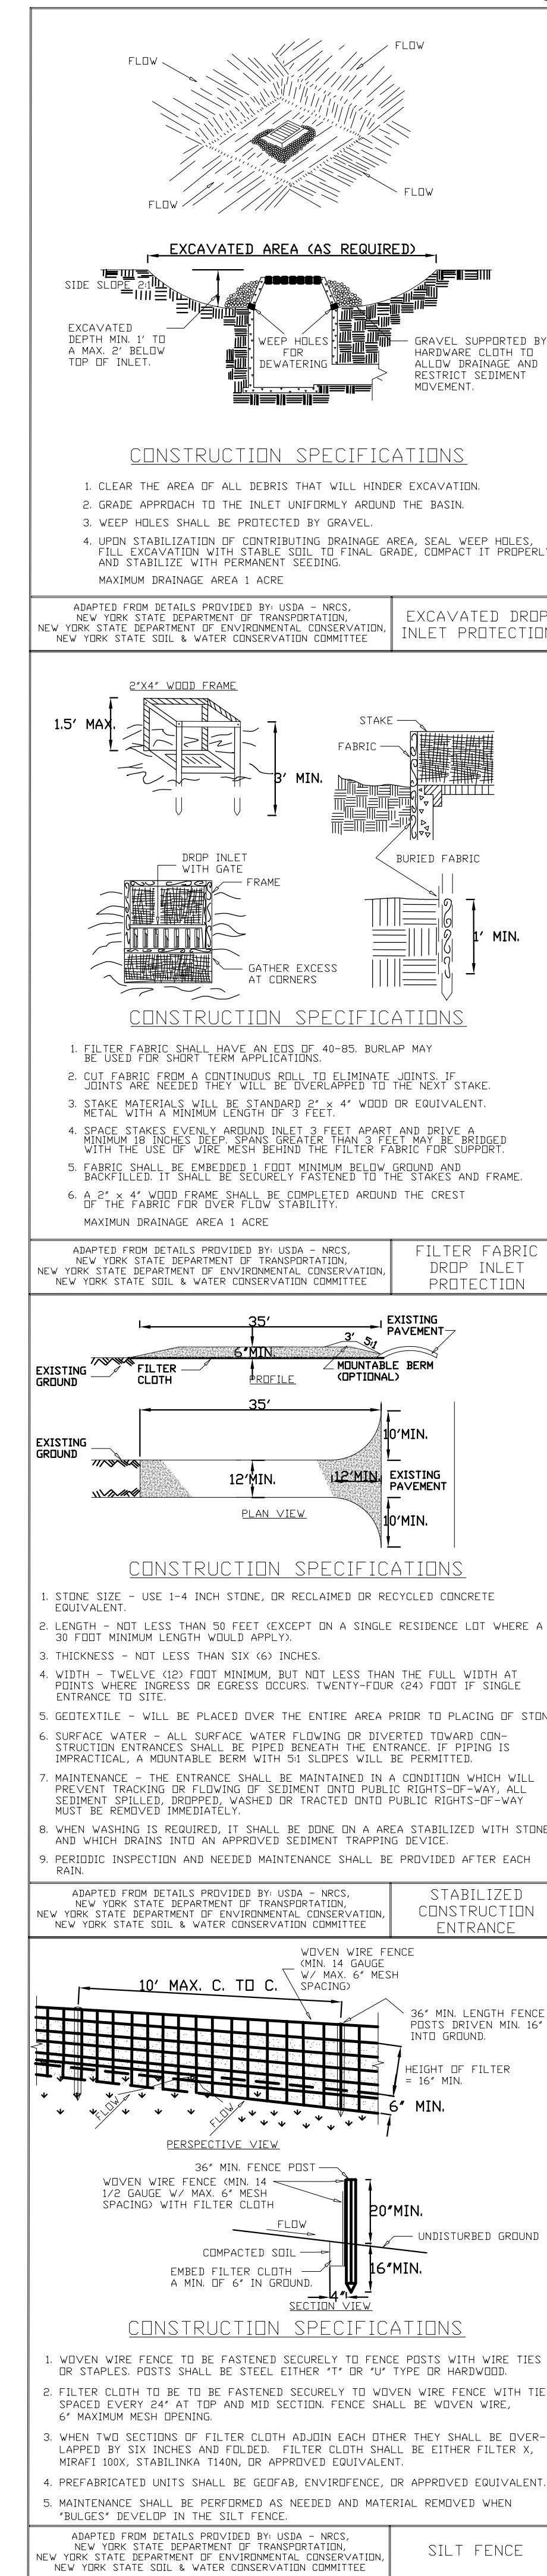 FLOW
FLOW
FLOW
FLOW
EXCAVATED AREA (AS REQUIRED)
SIDE SLOPE 2:1
EXCAVATED
DEPTH MIN. 1' TO
A MAX. 2' BELOW
TOP OF INLET.
WEEP HOLES
FOR
DEWATERING
GRAVEL SUPPORTED BY
HARDWARE CLOTH TO
ALLOW DRAINAGE AND
RESTRICT SEDIMENT
MOVEMENT.
CONSTRUCTION SPECIFICATIONS
1. CLEAR THE AREA OF ALL DEBRIS THAT WILL HINDER EXCAVATION.
2. GRADE APPROACH TO THE INLET UNIFORMLY AROUND THE BASIN.
3. WEEP HOLES SHALL BE PROTECTED BY GRAVEL.
4. UPON STABILIZATION OF CONTRIBUTING DRAINAGE AREA, SEAL WEEP HOLES,
FILL EXCAVATION WITH STABLE SOIL TO FINAL GRADE, COMPACT IT PROPERLY
AND STABILIZE WITH PERMANENT SEEDING.
MAXIMUM DRAINAGE AREA 1 ACRE
ADAPTED FROM DETAILS PROVIDED BY: USDA - NRCS,
NEW YORK STATE DEPARTMENT OF TRANSPORTATION,
NEW YORK STATE DEPARTMENT OF ENVIRONMENTAL CONSERVATION,
NEW YORK STATE SOIL & WATER CONSERVATION COMMITTEE
EXCAVATED DROP
INLET PROTECTION
2"X4" WOOD FRAME
1.5' MAX.
3' MIN.
STAKE
FABRIC
BURIED FABRIC
DROP INLET
WITH GATE
FRAME
GATHER EXCESS
AT CORNERS
1' MIN.
CONSTRUCTION SPECIFICATIONS
1. FILTER FABRIC SHALL HAVE AN EOS OF 40-85. BURLAP MAY
BE USED FOR SHORT TERM APPLICATIONS.
2. CUT FABRIC FROM A CONTINUOUS ROLL TO ELIMINATE JOINTS. IF
JOINTS ARE NEEDED THEY WILL BE OVERLAPPED TO THE NEXT STAKE.
3. STAKE MATERIALS WILL BE STANDARD 2" x 4" WOOD OR EQUIVALENT.
METAL WITH A MINIMUM LENGTH OF 3 FEET.
4. SPACE STAKES EVENLY AROUND INLET 3 FEET APART AND DRIVE A
MINIMUM 18 INCHES DEEP. SPANS GREATER THAN 3 FEET MAY BE BRIDGED
WITH THE USE OF WIRE MESH BEHIND THE FILTER FABRIC FOR SUPPORT.
5. FABRIC SHALL BE EMBEDDED 1 FOOT MINIMUM BELOW GROUND AND
BACKFILLED. IT SHALL BE SECURELY FASTENED TO THE STAKES AND FRAME.
6. A 2" x 4" WOOD FRAME SHALL BE COMPLETED AROUND THE CREST
OF THE FABRIC FOR OVER FLOW STABILITY.
MAXIMUN DRAINAGE AREA 1 ACRE
ADAPTED FROM DETAILS PROVIDED BY: USDA - NRCS,
NEW YORK STATE DEPARTMENT OF TRANSPORTATION,
NEW YORK STATE DEPARTMENT OF ENVIRONMENTAL CONSERVATION,
NEW YORK STATE SOIL & WATER CONSERVATION COMMITTEE
FILTER FABRIC
DROP INLET
PROTECTION
35'
6"MIN.
3'
5:1
EXISTING
PAVEMENT
EXISTING
GROUND
FILTER
CLOTH
PROFILE
MOUNTABLE BERM
(OPTIONAL)
35'
EXISTING
GROUND
12'MIN.
12'MIN.
10'MIN.
EXISTING
PAVEMENT
10'MIN.
PLAN VIEW
CONSTRUCTION SPECIFICATIONS
1. STONE SIZE - USE 1-4 INCH STONE, OR RECLAIMED OR RECYCLED CONCRETE
EQUIVALENT.
2. LENGTH - NOT LESS THAN 50 FEET (EXCEPT ON A SINGLE RESIDENCE LOT WHERE A
30 FOOT MINIMUM LENGTH WOULD APPLY).
3. THICKNESS - NOT LESS THAN SIX (6) INCHES.
4. WIDTH - TWELVE (12) FOOT MINIMUM, BUT NOT LESS THAN THE FULL WIDTH AT
POINTS WHERE INGRESS OR EGRESS OCCURS. TWENTY-FOUR (24) FOOT IF SINGLE
ENTRANCE TO SITE.
5. GEOTEXTILE - WILL BE PLACED OVER THE ENTIRE AREA PRIOR TO PLACING OF STON
6. SURFACE WATER - ALL SURFACE WATER FLOWING OR DIVERTED TOWARD CON-
STRUCTION ENTRANCES SHALL BE PIPED BENEATH THE ENTRANCE. IF PIPING IS
IMPRACTICAL, A MOUNTABLE BERM WITH 5:1 SLOPES WILL BE PERMITTED.
7. MAINTENANCE - THE ENTRANCE SHALL BE MAINTAINED IN A CONDITION WHICH WILL
PREVENT TRACKING OR FLOWING OF SEDIMENT ONTO PUBLIC RIGHTS-OF-WAY, ALL
SEDIMENT SPILLED, DROPPED, WASHED OR TRACTED ONTO PUBLIC RIGHTS-OF-WAY
MUST BE REMOVED IMMEDIATELY.
8. WHEN WASHING IS REQUIRED, IT SHALL BE DONE ON A AREA STABILIZED WITH STONE
AND WHICH DRAINS INTO AN APPROVED SEDIMENT TRAPPING DEVICE.
9. PERIODIC INSPECTION AND NEEDED MAINTENANCE SHALL BE PROVIDED AFTER EACH
RAIN.
ADAPTED FROM DETAILS PROVIDED BY: USDA - NRCS,
NEW YORK STATE DEPARTMENT OF TRANSPORTATION,
NEW YORK STATE DEPARTMENT OF ENVIRONMENTAL CONSERVATION,
NEW YORK STATE SOIL & WATER CONSERVATION COMMITTEE
STABILIZED
CONSTRUCTION
ENTRANCE
WOVEN WIRE FENCE
(MIN. 14 GAUGE
W/ MAX. 6" MESH
SPACING)
10' MAX. C. TO C.
36" MIN. LENGTH FENCE
POSTS DRIVEN MIN. 16"
INTO GROUND.
HEIGHT OF FILTER
= 16" MIN.
6" MIN.
FLOW
FLOW
PERSPECTIVE VIEW
36" MIN. FENCE POST
WOVEN WIRE FENCE (MIN. 14
1/2 GAUGE W/ MAX. 6" MESH
SPACING) WITH FILTER CLOTH
20"MIN.
FLOW
UNDISTURBED GROUND
COMPACTED SOIL
EMBED FILTER CLOTH
A MIN. OF 6" IN GROUND.
16"MIN.
4"
SECTION VIEW
CONSTRUCTION SPECIFICATIONS
1. WOVEN WIRE FENCE TO BE FASTENED SECURELY TO FENCE POSTS WITH WIRE TIES
OR STAPLES. POSTS SHALL BE STEEL EITHER "T" OR "U" TYPE OR HARDWOOD.
2. FILTER CLOTH TO BE TO BE FASTENED SECURELY TO WOVEN WIRE FENCE WITH TIE
SPACED EVERY 24" AT TOP AND MID SECTION. FENCE SHALL BE WOVEN WIRE,
6" MAXIMUM MESH OPENING.
3. WHEN TWO SECTIONS OF FILTER CLOTH ADJOIN EACH OTHER THEY SHALL BE OVER-
LAPPED BY SIX INCHES AND FOLDED. FILTER CLOTH SHALL BE EITHER FILTER X,
MIRAFI 100X, STABILINKA T140N, OR APPROVED EQUIVALENT.
4. PREFABRICATED UNITS SHALL BE GEOFAB, ENVIROFENCE, OR APPROVED EQUIVALENT.
5. MAINTENANCE SHALL BE PERFORMED AS NEEDED AND MATERIAL REMOVED WHEN
"BULGES" DEVELOP IN THE SILT FENCE.
ADAPTED FROM DETAILS PROVIDED BY: USDA - NRCS,
NEW YORK STATE DEPARTMENT OF TRANSPORTATION,
NEW YORK STATE DEPARTMENT OF ENVIRONMENTAL CONSERVATION,
NEW YORK STATE SOIL & WATER CONSERVATION COMMITTEE
SILT FENCE